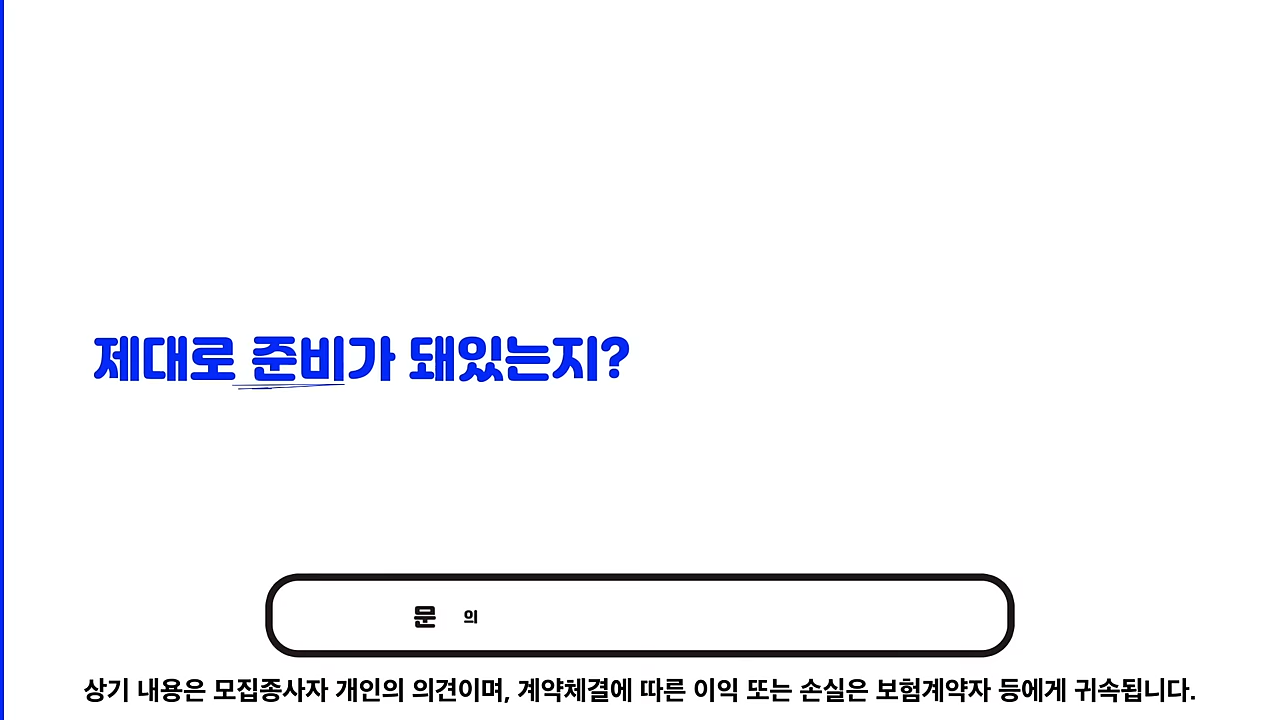 제대로 준비가 돼있는지?
문 의
상기 내용은 모집종사자 개인의 의견이며, 계약체결에 따른 이익 또는 손실은 보험계약자 등에게 귀속됩니다.